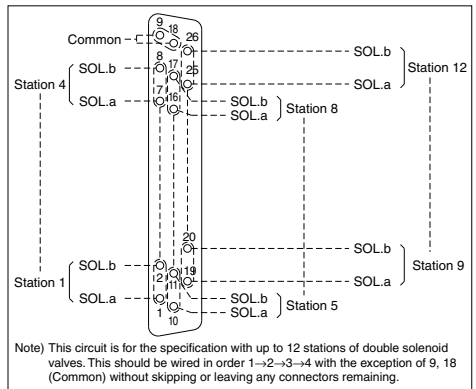 9
18
26
Common
8
17
25
SOL.b
SOL.b
Station 4
Station 12
7
16
SOL.a
SOL.a
SOL.b
Station 8
SOL.a
20
SOL.b
SOL.b
2
19
Station 1
Station 9
11
SOL.a
SOL.a
SOL.b
1
Station 5
10
SOL.a
Note) This circuit is for the specification with up to 12 stations of double solenoid
valves. This should be wired in order 1→2→3→4 with the exception of 9, 18
(Common) without skipping or leaving any connectors remaining.